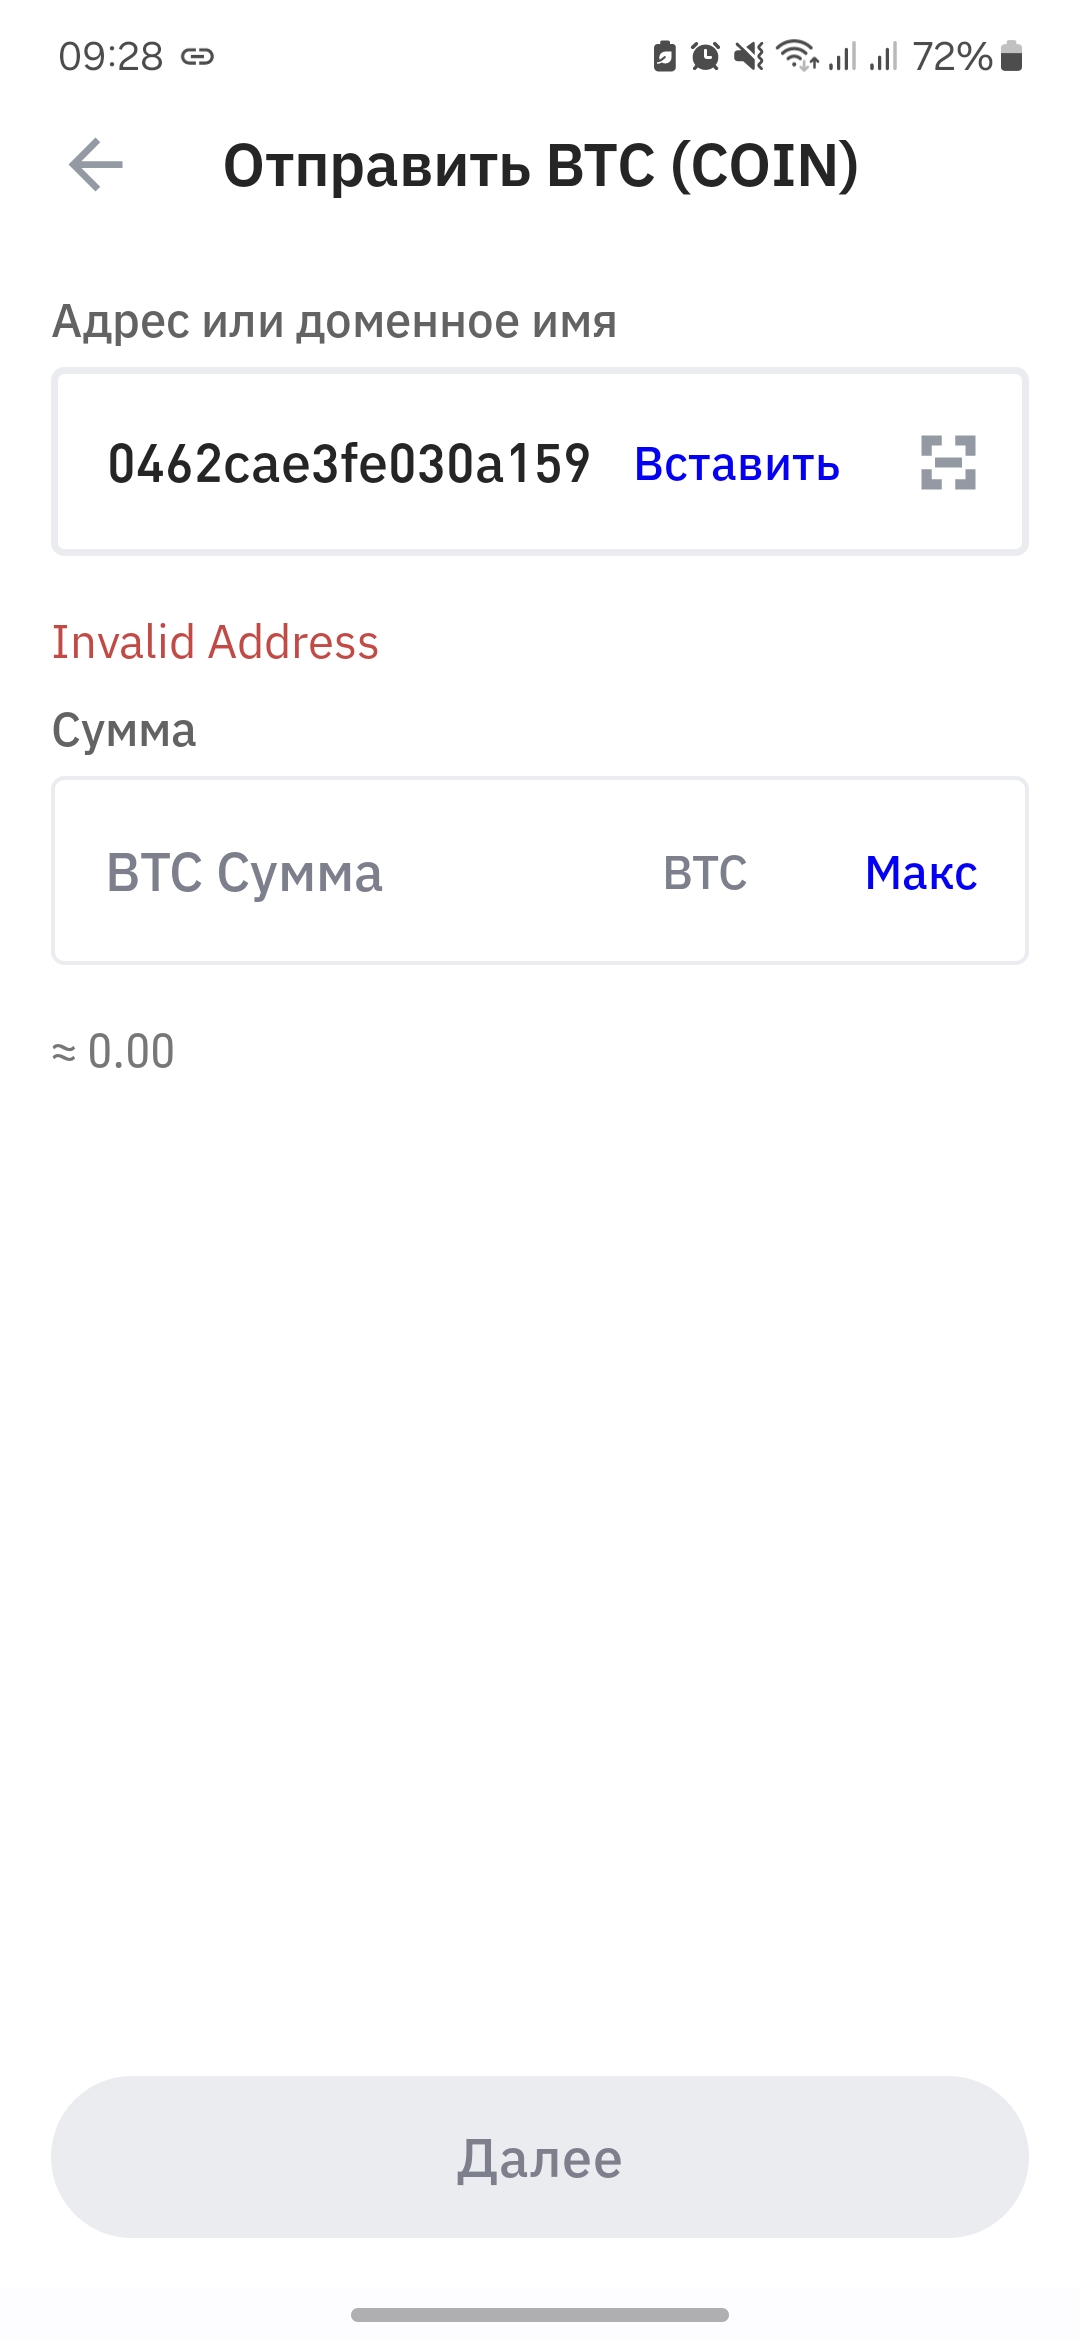 09:28
72%
Отправить BTC (COIN)
Адрес или доменное имя
0462cae3fe030a159 Вставить
Invalid Address
Сумма
BTC Сумма BTC Макс
≈ 0.00
Далее